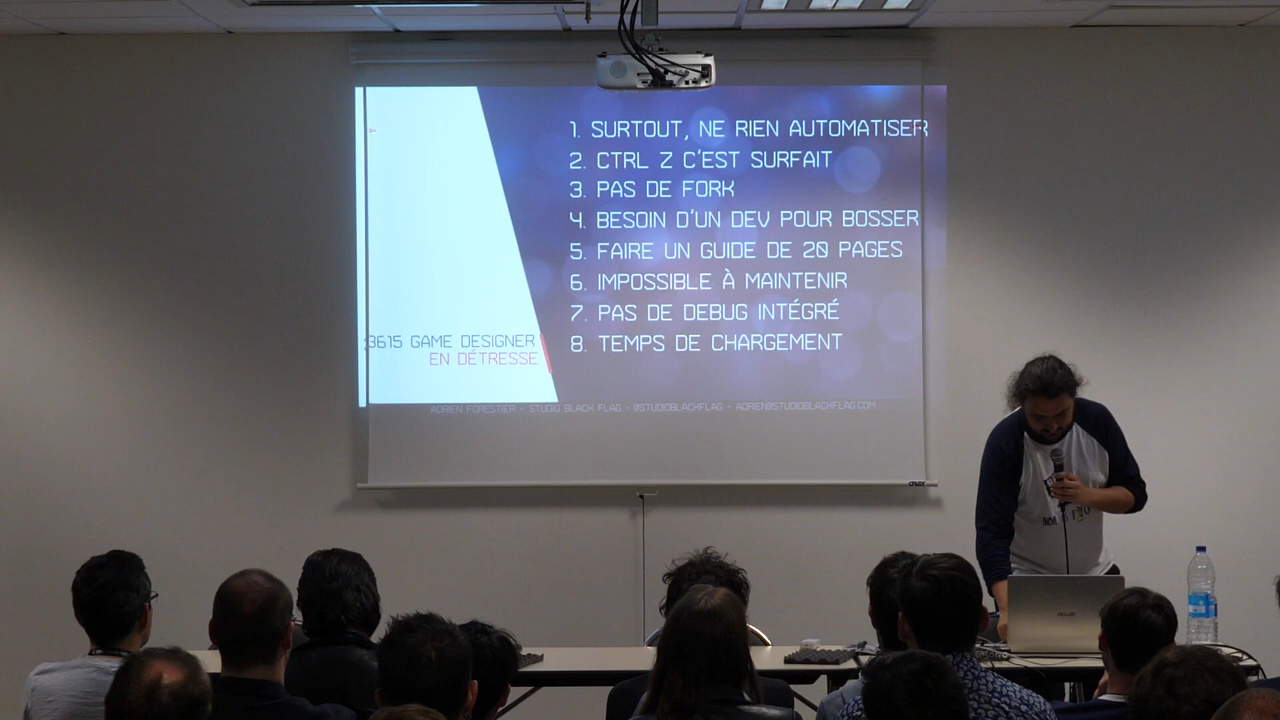 1. SURTOUT, NE RIEN AUTOMATISER
2. CTRL Z C'EST SURFAIT
3. PAS DE FORK
4. BESOIN D'UN DEV POUR BOSSER
5. FAIRE UN GUIDE DE 20 PAGES
6. IMPOSSIBLE À MAINTENIR
7. PAS DE DEBUG INTÉGRÉ
8. TEMPS DE CHARGEMENT
3615 GAME DESIGNER
EN DÉTRESSE
ADRIEN FORESTIER - STUDIO BLACK FLAG - @STUDIOBLACKFLAG - ADRIEN@STUDIOBLACKFLAG.COM
ASUS